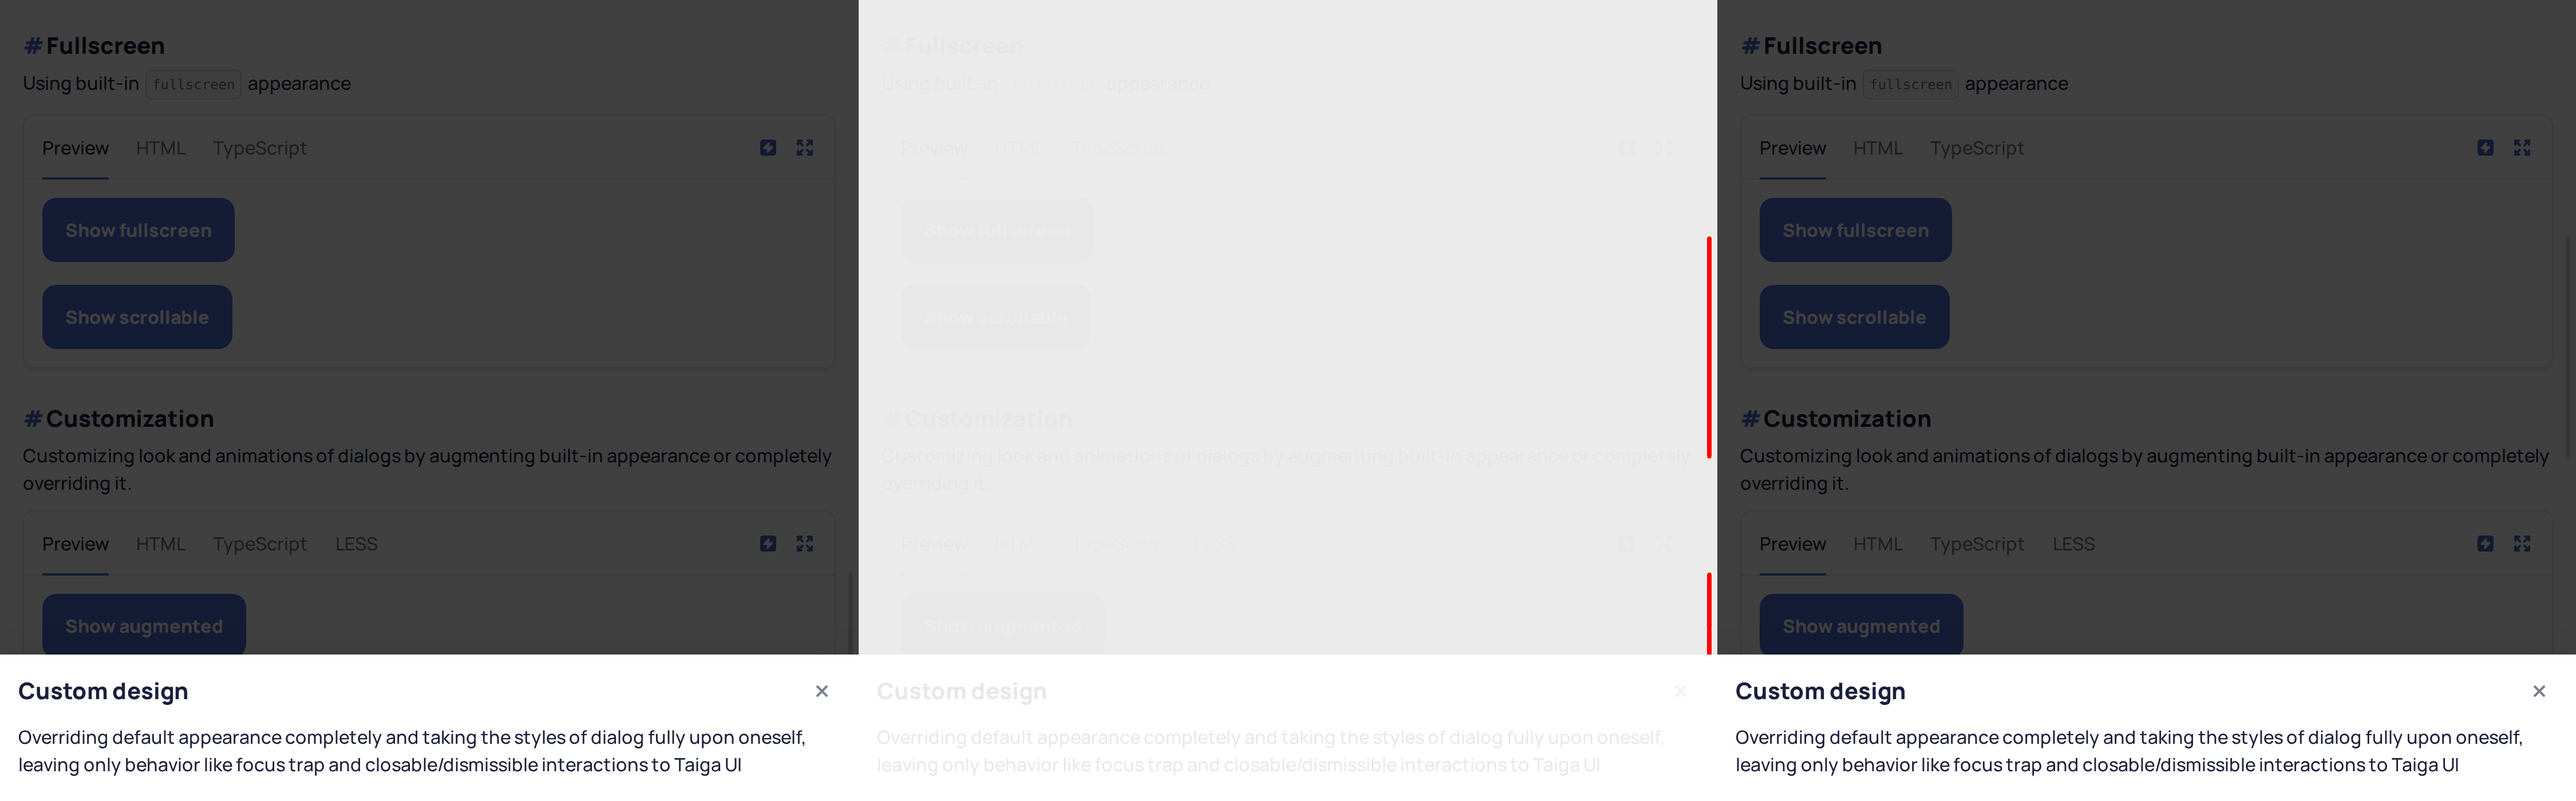 #Fullscreen
Using built-in fullscreen appearance
Preview HTML TypeScript
Show fullscreen
Show scrollable
#Customization
Customizing look and animations of dialogs by augmenting built-in appearance or completely
overriding it.
Preview HTML TypeScript LESS
Show augmented
Custom design
Overriding default appearance completely and taking the styles of dialog fully upon oneself,
leaving only behavior like focus trap and closable/dismissible interactions to Taiga UI
#Fullscreen
Using built-in fullscreen appearance
Preview HTML TypeScript
Show fullscreen
Show scrollable
#Customization
Customizing look and animations of dialogs by augmenting built-in appearance or completely
overriding it.
Preview HTML TypeScript LESS
Show augmented
Custom design
Overriding default appearance completely and taking the styles of dialog fully upon oneself,
leaving only behavior like focus trap and closable/dismissible interactions to Taiga UI
#Fullscreen
Using built-in fullscreen appearance
Preview HTML TypeScript
Show fullscreen
Show scrollable
#Customization
Customizing look and animations of dialogs by augmenting built-in appearance or completely
overriding it.
Preview HTML TypeScript LESS
Show augmented
Custom design
Overriding default appearance completely and taking the styles of dialog fully upon oneself,
leaving only behavior like focus trap and closable/dismissible interactions to Taiga UI